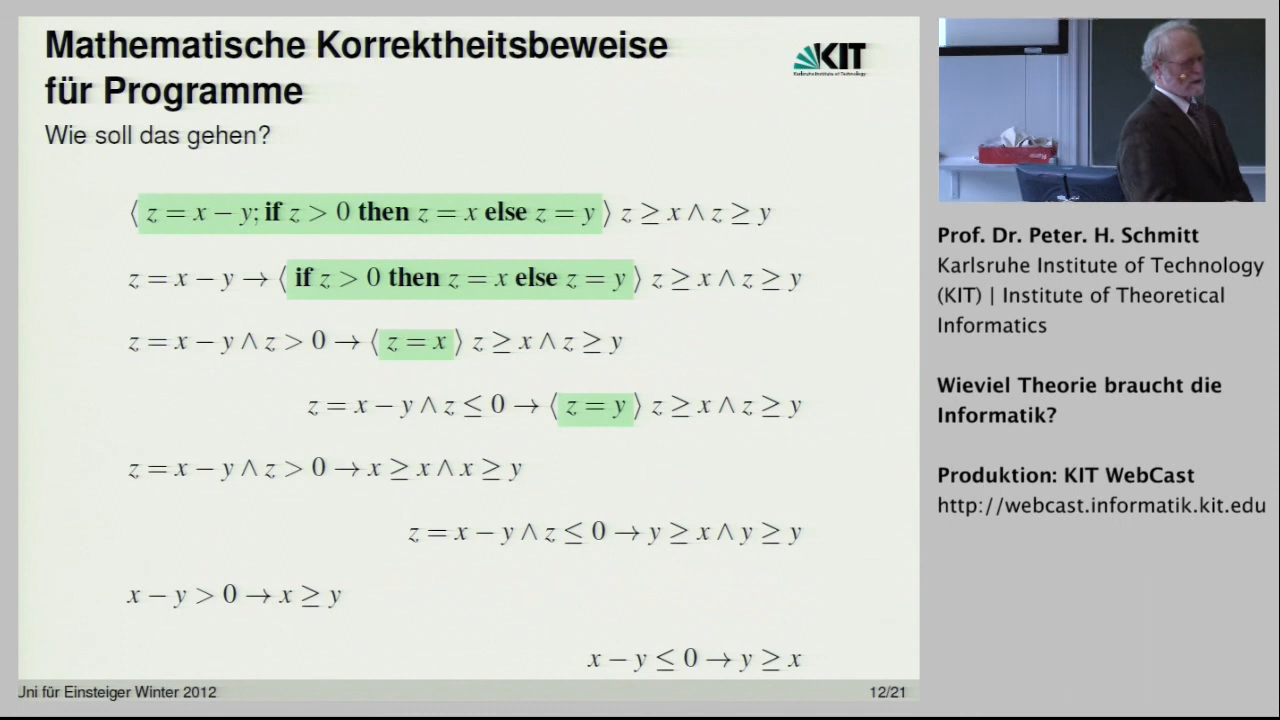 Mathematische Korrektheitsbeweise
für Programme
Wie soll das gehen?
KIT
Karlsruhe Institute of Technology
⟨ z = x − y; if z > 0 then z = x else z = y ⟩ z ≥ x ∧ z ≥ y
z = x − y → ⟨ if z > 0 then z = x else z = y ⟩ z ≥ x ∧ z ≥ y
z = x − y ∧ z > 0 → ⟨ z = x ⟩ z ≥ x ∧ z ≥ y
z = x − y ∧ z ≤ 0 → ⟨ z = y ⟩ z ≥ x ∧ z ≥ y
z = x − y ∧ z > 0 → x ≥ x ∧ x ≥ y
z = x − y ∧ z ≤ 0 → y ≥ x ∧ y ≥ y
x − y > 0 → x ≥ y
x − y ≤ 0 → y ≥ x
Uni für Einsteiger Winter 2012
12/21
Prof. Dr. Peter. H. Schmitt
Karlsruhe Institute of Technology
(KIT) | Institute of Theoretical
Informatics
Wieviel Theorie braucht die
Informatik?
Produktion: KIT WebCast
http://webcast.informatik.kit.edu